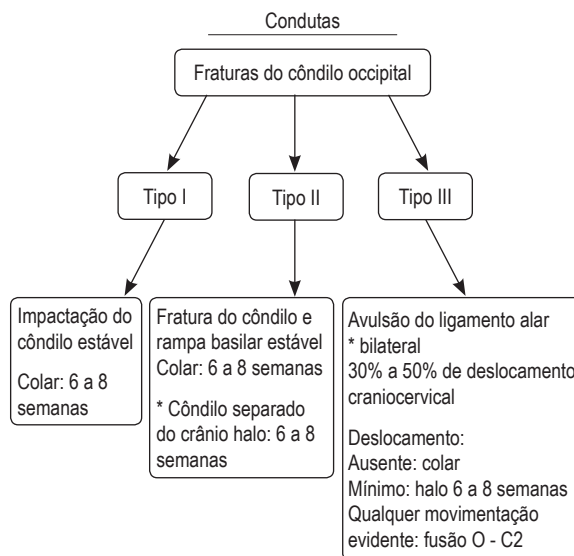 Condutas
Fraturas do côndilo occipital
Tipo I
Tipo II
Tipo III
Impactação do
côndilo estável
Colar: 6 a 8
semanas
Fratura do côndilo e
rampa basilar estável
Colar: 6 a 8 semanas
* Côndilo separado
do crânio halo: 6 a 8
semanas
Avulsão do ligamento alar
* bilateral
30% a 50% de deslocamento
craniocervical
Deslocamento:
Ausente: colar
Mínimo: halo 6 a 8 semanas
Qualquer movimentação
evidente: fusão O - C2